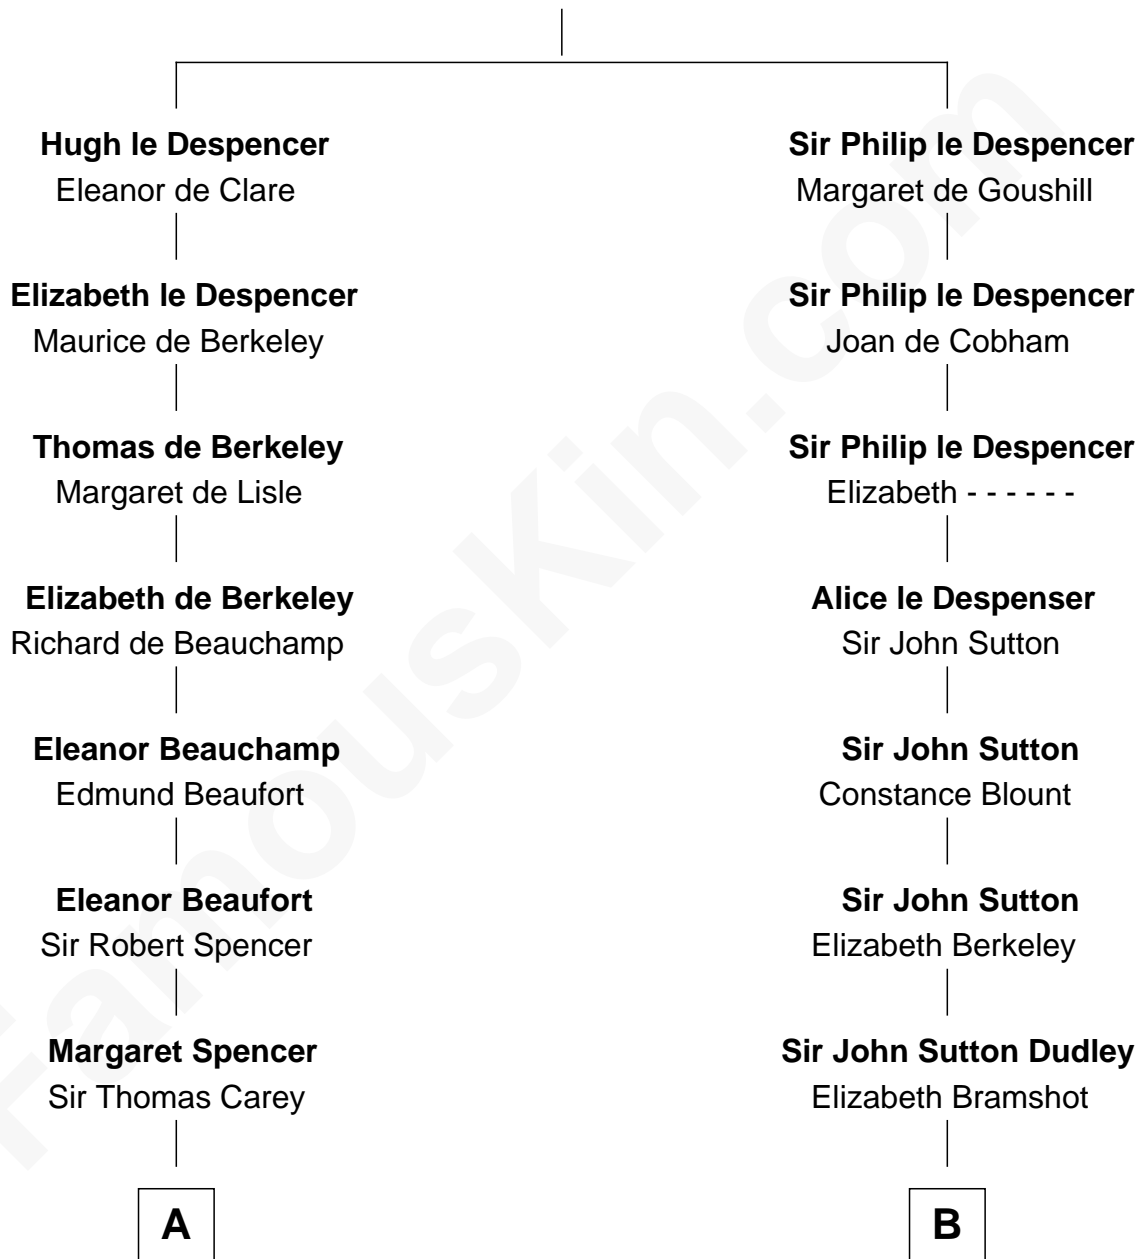 Hugh le Despencer
Eleanor de Clare
Elizabeth le Despencer
Maurice de Berkeley
Thomas de Berkeley
Margaret de Lisle
Elizabeth de Berkeley
Richard de Beauchamp
Eleanor Beauchamp
Edmund Beaufort
Eleanor Beaufort
Sir Robert Spencer
Margaret Spencer
Sir Thomas Carey
A
Sir Philip le Despencer
Margaret de Goushill
Sir Philip le Despencer
Joan de Cobham
Sir Philip le Despencer
Elizabeth - - - - - -
Alice le Despenser
Sir John Sutton
Sir John Sutton
Constance Blount
Sir John Sutton
Elizabeth Berkeley
Sir John Sutton Dudley
Elizabeth Bramshot
B
FamousKin.com